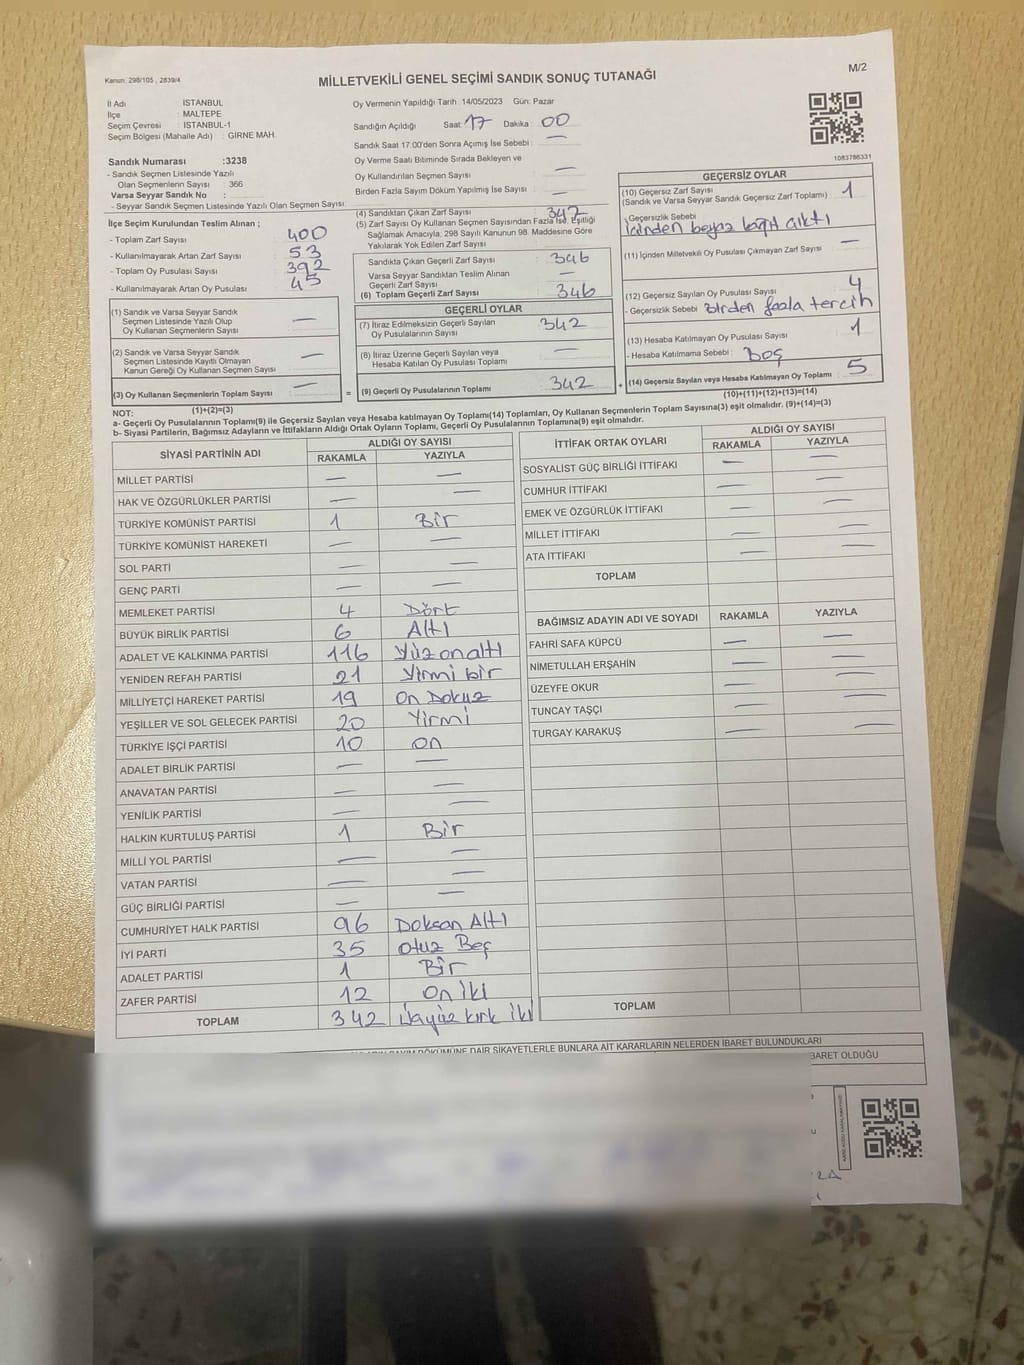 Kanun: 298/105 , 2839/4
MİLLETVEKİLİ GENEL SEÇİMİ SANDIK SONUÇ TUTANAĞI
M/2
İl Adı : İSTANBUL
İlçe : MALTEPE
Seçim Çevresi : ISTANBUL-1
Seçim Bölgesi (Mahalle Adı) : GİRNE MAH.
Oy Vermenin Yapıldığı Tarih : 14/05/2023 Gün: Pazar
Sandığın Açıldığı Saat: 17 Dakika: 00
Sandık Saat 17.00'den Sonra Açımış İse Sebebi : —
Oy Verme Saati Bitiminde Sırada Bekleyen ve
Oy Kullandırılan Seçmen Sayısı —
Birden Fazla Sayım Döküm Yapılmış İse Sayısı —
1083786331
Sandık Numarası :3238
- Sandık Seçmen Listesinde Yazılı
Olan Seçmenlerin Sayısı : 366
Varsa Seyyar Sandık No :
- Seyyar Sandık Seçmen Listesinde Yazılı Olan Seçmen Sayısı:
İlçe Seçim Kurulundan Teslim Alınan ;
- Toplam Zarf Sayısı 400
- Kullanılmayarak Artan Zarf Sayısı 53
- Toplam Oy Pusulası Sayısı 392
- Kullanılmayarak Artan Oy Pusulası 45
(1) Sandık ve Varsa Seyyar Sandık
Seçmen Listesinde Yazılı Olup
Oy Kullanan Seçmenlerin Sayısı —
(2) Sandık ve Varsa Seyyar Sandık
Seçmen Listesinde Kayıtlı Olmayan
Kanun Gereği Oy Kullanan Seçmen Sayısı —
(3) Oy Kullanan Seçmenlerin Toplam Sayısı —
(1)+(2)=(3)
(4) Sandıktan Çıkan Zarf Sayısı 347
(5) Zarf Sayısı Oy Kullanan Seçmen Sayısından Fazla İse, Eşitliği
Sağlamak Amacıyla, 298 Sayılı Kanunun 98. Maddesine Göre
Yakılarak Yok Edilen Zarf Sayısı
Sandıkta Çıkan Geçerli Zarf Sayısı 346
Varsa Seyyar Sandıktan Teslim Alınan
Geçerli Zarf Sayısı —
(6) Toplam Geçerli Zarf Sayısı 346
GEÇERLİ OYLAR
(7) İtiraz Edilmeksizin Geçerli Sayılan
Oy Pusulalarının Sayısı 342
(8) İtiraz Üzerine Geçerli Sayılan veya
Hesaba Katılan Oy Pusulası Toplamı —
= (9) Geçerli Oy Pusulalarının Toplamı 342
GEÇERSİZ OYLAR
(10) Geçersiz Zarf Sayısı
(Sandık ve Varsa Seyyar Sandık Geçersiz Zarf Toplamı) 1
-Geçersizlik Sebebi
içinden beyaz kağıt çıktı
(11) İçinden Milletvekili Oy Pusulası Çıkmayan Zarf Sayısı —
(12) Geçersiz Sayılan Oy Pusulası Sayısı 4
- Geçersizlik Sebebi Birden fazla tercih
(13) Hesaba Katılmayan Oy Pusulası Sayısı 1
- Hesaba Katılmama Sebebi : Boş
+ (14) Geçersiz Sayılan veya Hesaba Katılmayan Oy Toplamı 5
(10)+(11)+(12)+(13)=(14)
NOT:
a- Geçerli Oy Pusulalarının Toplamı(9) ile Geçersiz Sayılan veya Hesaba katılmayan Oy Toplamı(14) Toplamları, Oy Kullanan Seçmenlerin Toplam Sayısına(3) eşit olmalıdır. (9)+(14)=(3)
b- Siyasi Partilerin, Bağımsız Adayların ve İttifakların Aldığı Ortak Oyların Toplamı, Geçerli Oy Pusulalarının Toplamına(9) eşit olmalıdır.
SİYASİ PARTİNİN ADI ALDIĞI OY SAYISI
RAKAMLA YAZIYLA
MİLLET PARTİSİ — —
HAK VE ÖZGÜRLÜKLER PARTİSİ — —
TÜRKİYE KOMÜNİST PARTİSİ 1 Bir
TÜRKİYE KOMÜNİST HAREKETİ — —
SOL PARTİ — —
GENÇ PARTİ — —
MEMLEKET PARTİSİ 4 Dört
BÜYÜK BİRLİK PARTİSİ 6 Altı
ADALET VE KALKINMA PARTİSİ 116 Yüzonaltı
YENİDEN REFAH PARTİSİ 21 Yirmi bir
MİLLİYETÇİ HAREKET PARTİSİ 19 On Dokuz
YEŞİLLER VE SOL GELECEK PARTİSİ 20 Yirmi
TÜRKİYE İŞÇİ PARTİSİ 10 on
ADALET BİRLİK PARTİSİ — —
ANAVATAN PARTİSİ — —
YENİLİK PARTİSİ — —
HALKIN KURTULUŞ PARTİSİ 1 Bir
MİLLİ YOL PARTİSİ — —
VATAN PARTİSİ — —
GÜÇ BİRLİĞİ PARTİSİ — —
CUMHURİYET HALK PARTİSİ 96 Doksan Altı
İYİ PARTİ 35 Otuz Beş
ADALET PARTİSİ 1 Bir
ZAFER PARTİSİ 12 On iki
TOPLAM 342 üçyüz kırk iki
İTTİFAK ORTAK OYLARI ALDIĞI OY SAYISI
RAKAMLA YAZIYLA
SOSYALİST GÜÇ BİRLİĞİ İTTİFAKI — —
CUMHUR İTTİFAKI — —
EMEK VE ÖZGÜRLÜK İTTİFAKI — —
MİLLET İTTİFAKI — —
ATA İTTİFAKI — —
TOPLAM
BAĞIMSIZ ADAYIN ADI VE SOYADI RAKAMLA YAZIYLA
FAHRİ SAFA KÜPCÜ — —
NİMETULLAH ERŞAHİN — —
ÜZEYFE OKUR — —
TUNCAY TAŞÇI — —
TURGAY KARAKUŞ — —
TOPLAM
DÖKÜMÜNE DAİR ŞİKAYETLERLE BUNLARA AİT KARARLARIN NELERDEN İBARET BULUNDUKLARI
BARET OLDUĞU